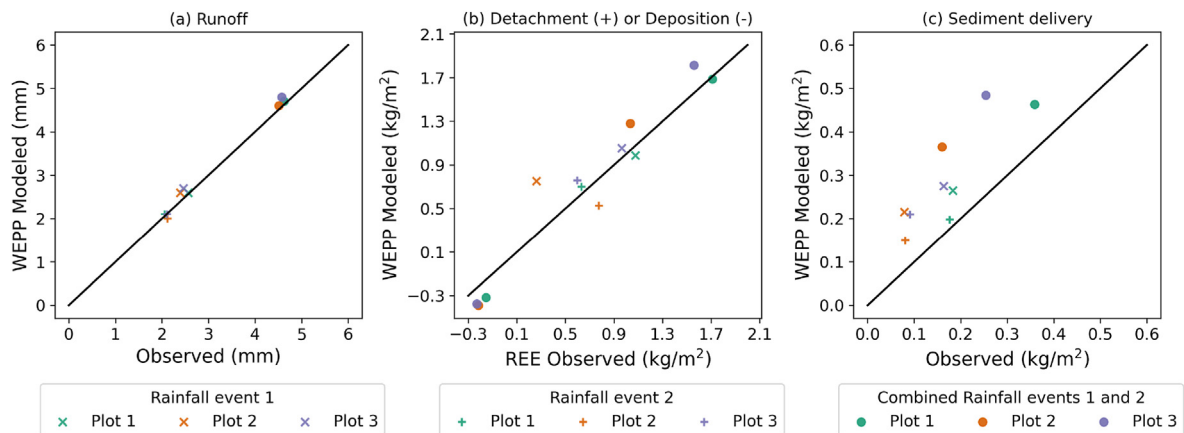 (a) Runoff
6
5
4
3
2
1
0
WEPP Modeled (mm)
0 1 2 3 4 5 6
Observed (mm)
(b) Detachment (+) or Deposition (-)
2.1
1.7
1.3
0.9
0.5
0.1
−0.3
WEPP Modeled (kg/m²)
−0.3 0.1 0.5 0.9 1.3 1.7 2.1
REE Observed (kg/m²)
(c) Sediment delivery
0.6
0.5
0.4
0.3
0.2
0.1
0.0
WEPP Modeled (kg/m²)
0.0 0.1 0.2 0.3 0.4 0.5 0.6
Observed (kg/m²)
Rainfall event 1
Plot 1 Plot 2 Plot 3
Rainfall event 2
Plot 1 Plot 2 Plot 3
Combined Rainfall events 1 and 2
Plot 1 Plot 2 Plot 3